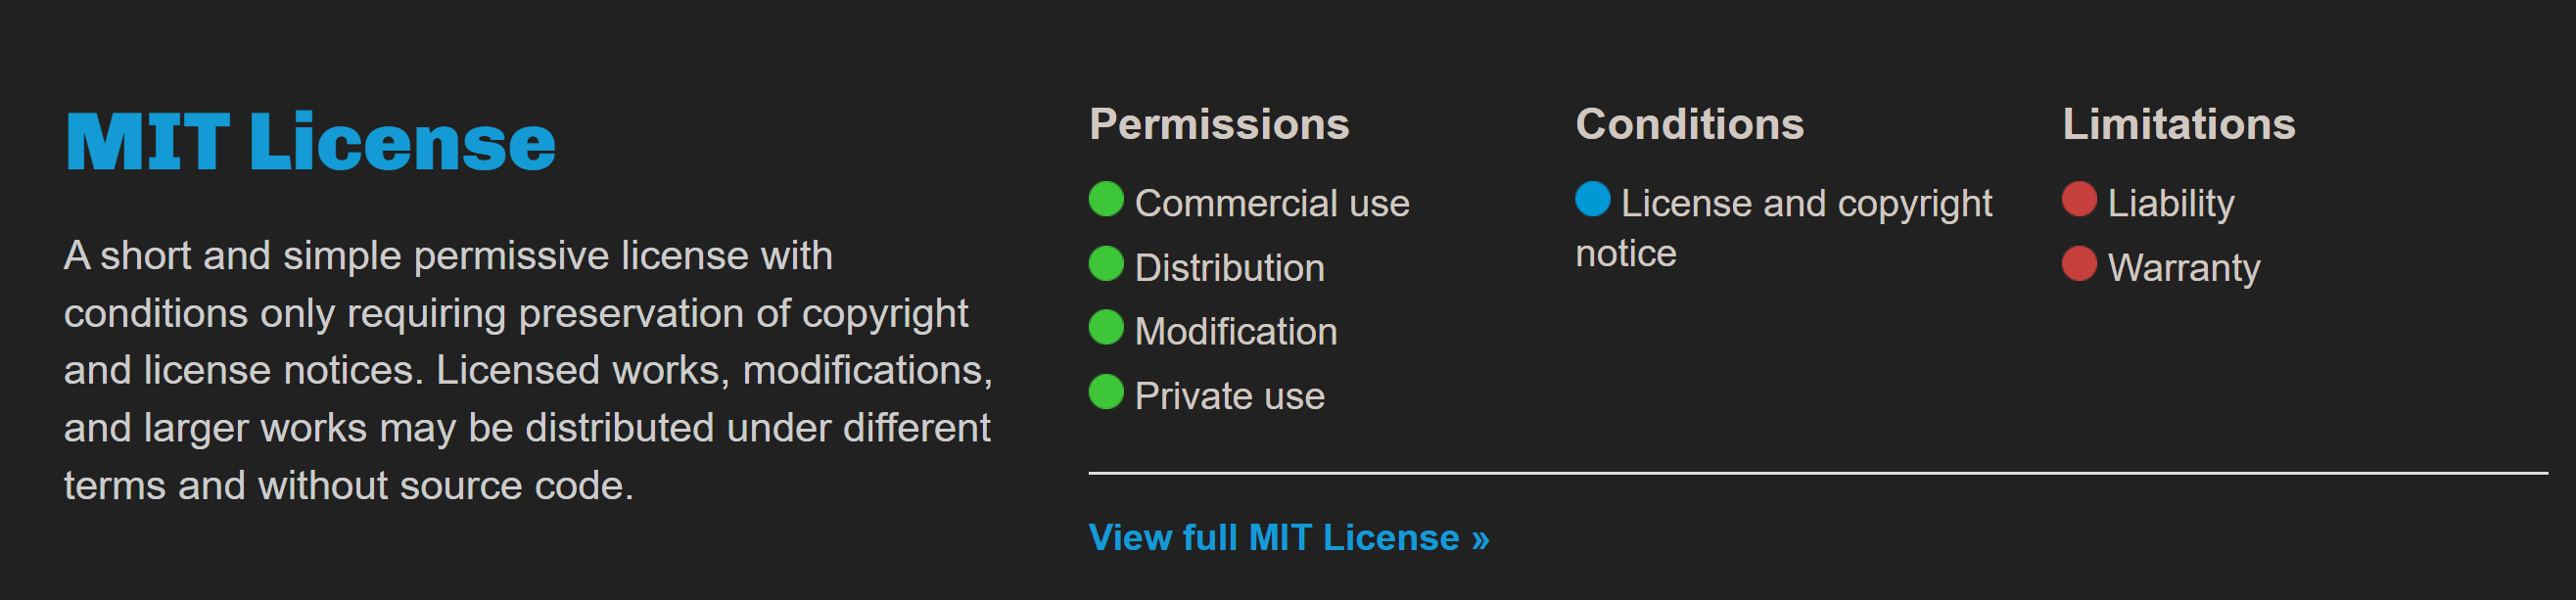 MIT License
A short and simple permissive license with
conditions only requiring preservation of copyright
and license notices. Licensed works, modifications,
and larger works may be distributed under different
terms and without source code.
Permissions
Commercial use
Distribution
Modification
Private use
Conditions
License and copyright
notice
Limitations
Liability
Warranty
View full MIT License »